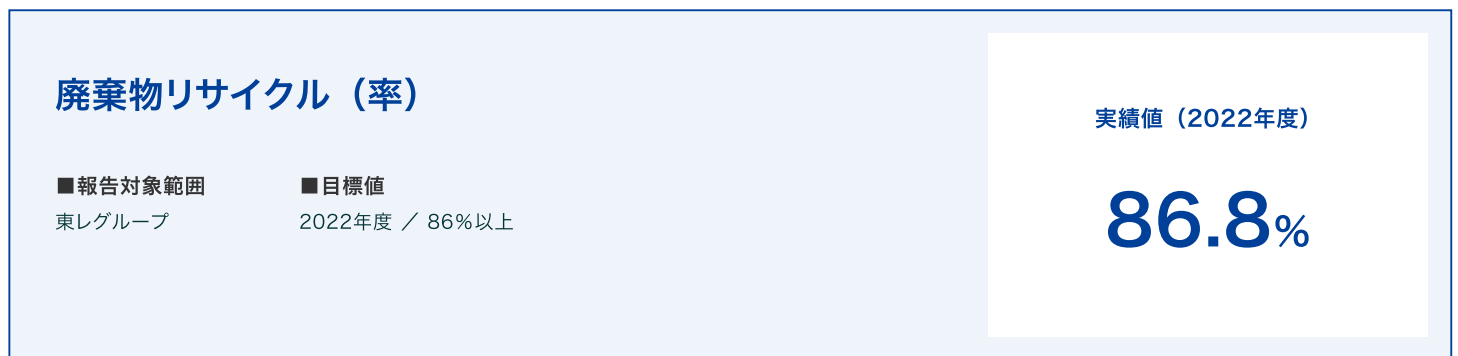 廃棄物リサイクル（率）
■報告対象範囲
東レグループ
■目標値
2022年度 ／ 86%以上
実績値（2022年度）
86.8%